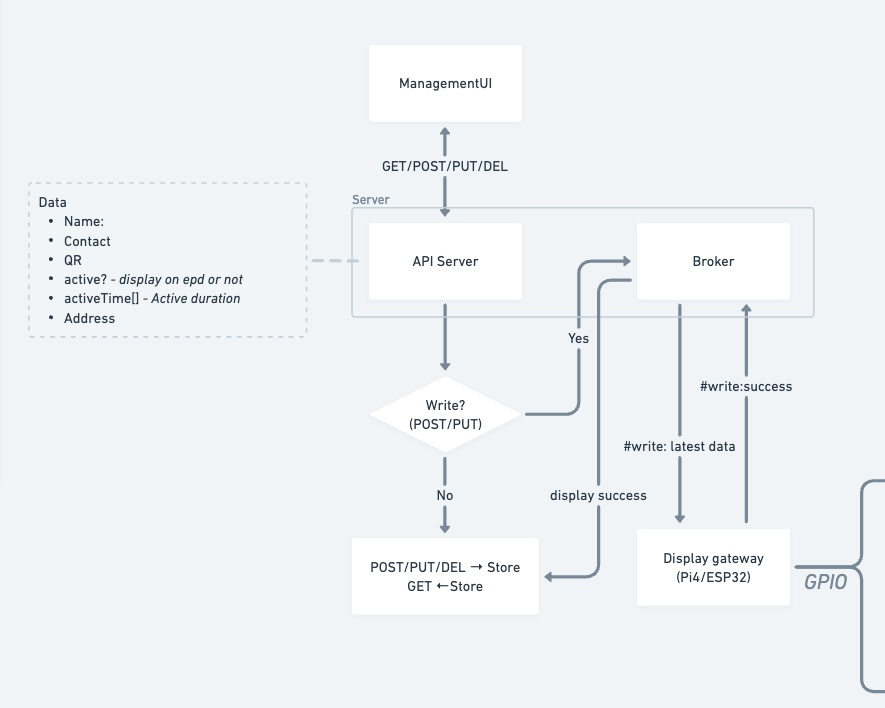 ManagementUI
GET/POST/PUT/DEL
Server
Data
• Name:
• Contact
• QR
• active? - display on epd or not
• activeTime[] - Active duration
• Address
API Server
Broker
Yes
Write?
(POST/PUT)
#write:success
#write: latest data
No
display success
POST/PUT/DEL → Store
GET ←Store
Display gateway
(Pi4/ESP32)
GPIO